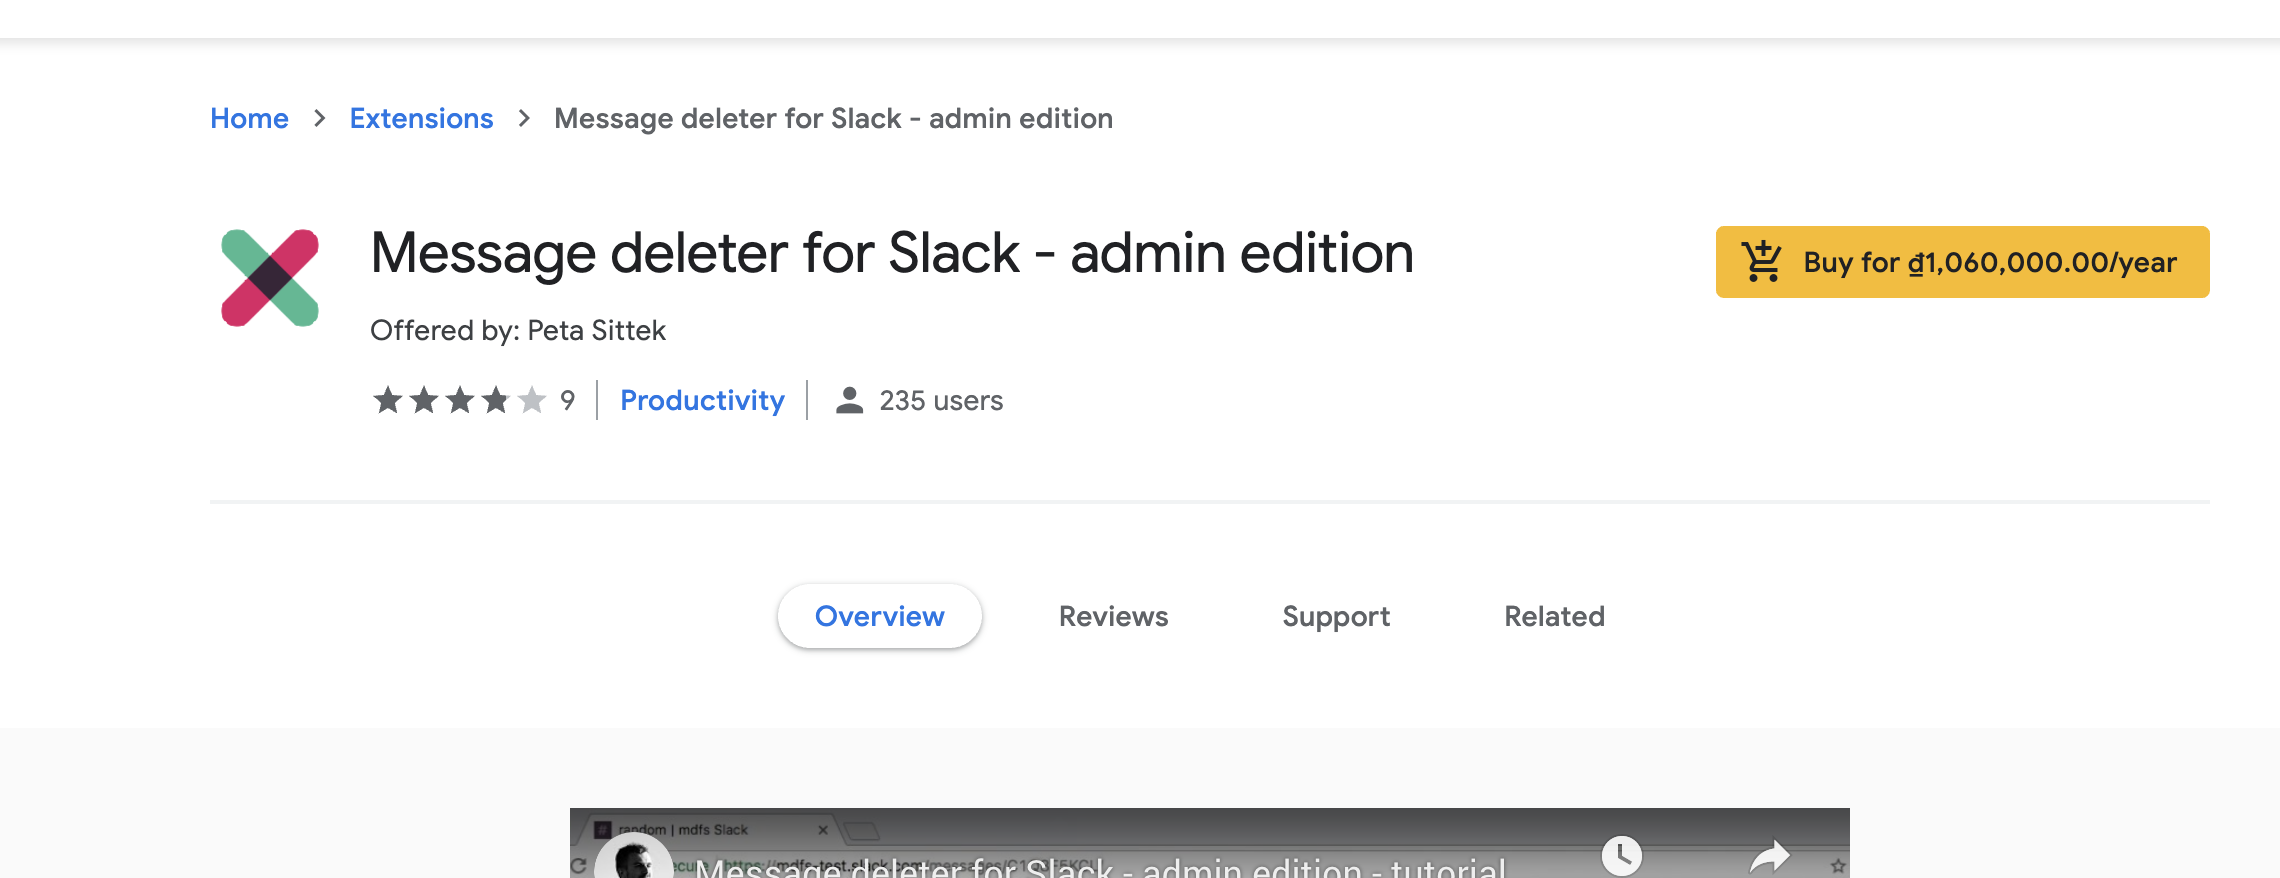 Home > Extensions > Message deleter for Slack - admin edition
Message deleter for Slack - admin edition
Buy for ₫1,060,000.00/year
Offered by: Peta Sittek
9 | Productivity | 235 users
Overview
Reviews
Support
Related
random | mdfs Slack
Message deleter for Slack - admin edition - tutorial